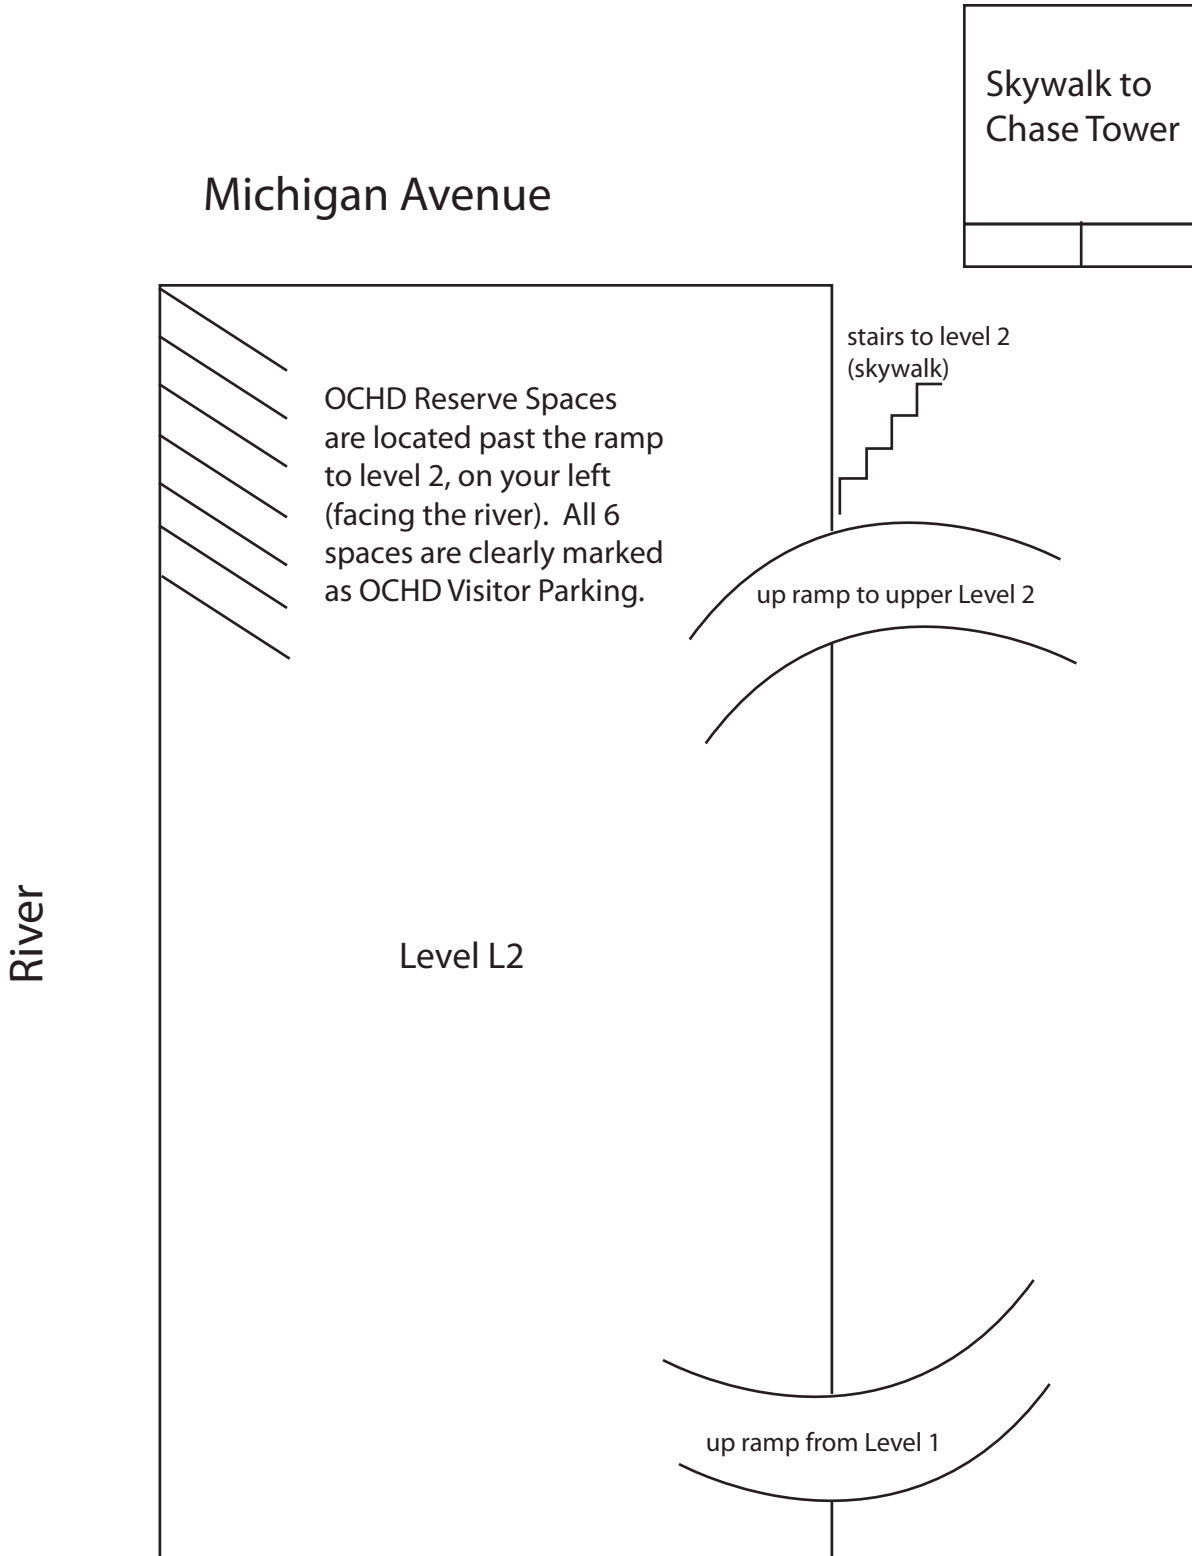 Skywalk to
Chase Tower
Michigan Avenue
stairs to level 2
(skywalk)
OCHD Reserve Spaces
are located past the ramp
to level 2, on your left
(facing the river).  All 6
spaces are clearly marked
as OCHD Visitor Parking.
up ramp to upper Level 2
River
Level L2
up ramp from Level 1